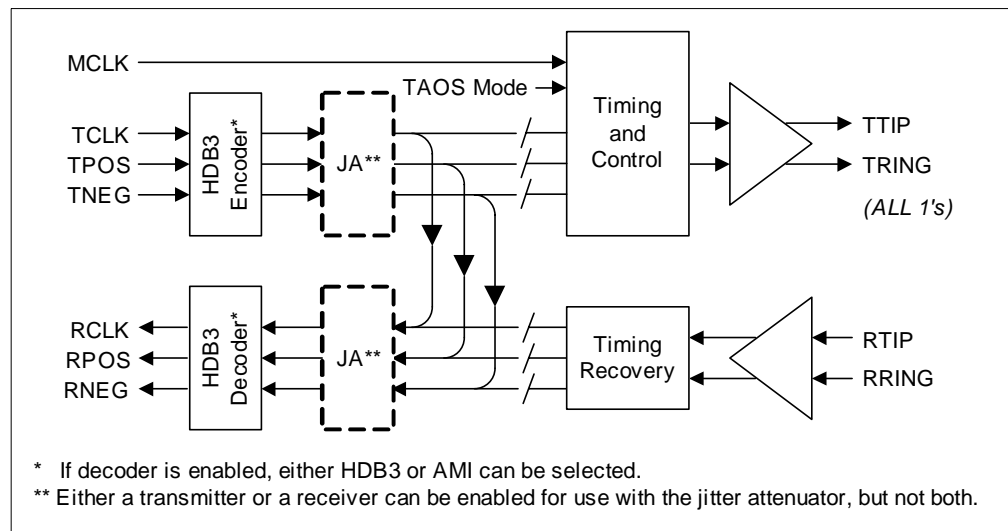 MCLK
TAOS Mode
TCLK
TPOS
TNEG
HDB3
Encoder*
JA**
Timing
and
Control
TTIP
TRING
(ALL 1's)
RCLK
RPOS
RNEG
HDB3
Decoder*
JA**
Timing
Recovery
RTIP
RRING
* If decoder is enabled, either HDB3 or AMI can be selected.
** Either a transmitter or a receiver can be enabled for use with the jitter attenuator, but not both.